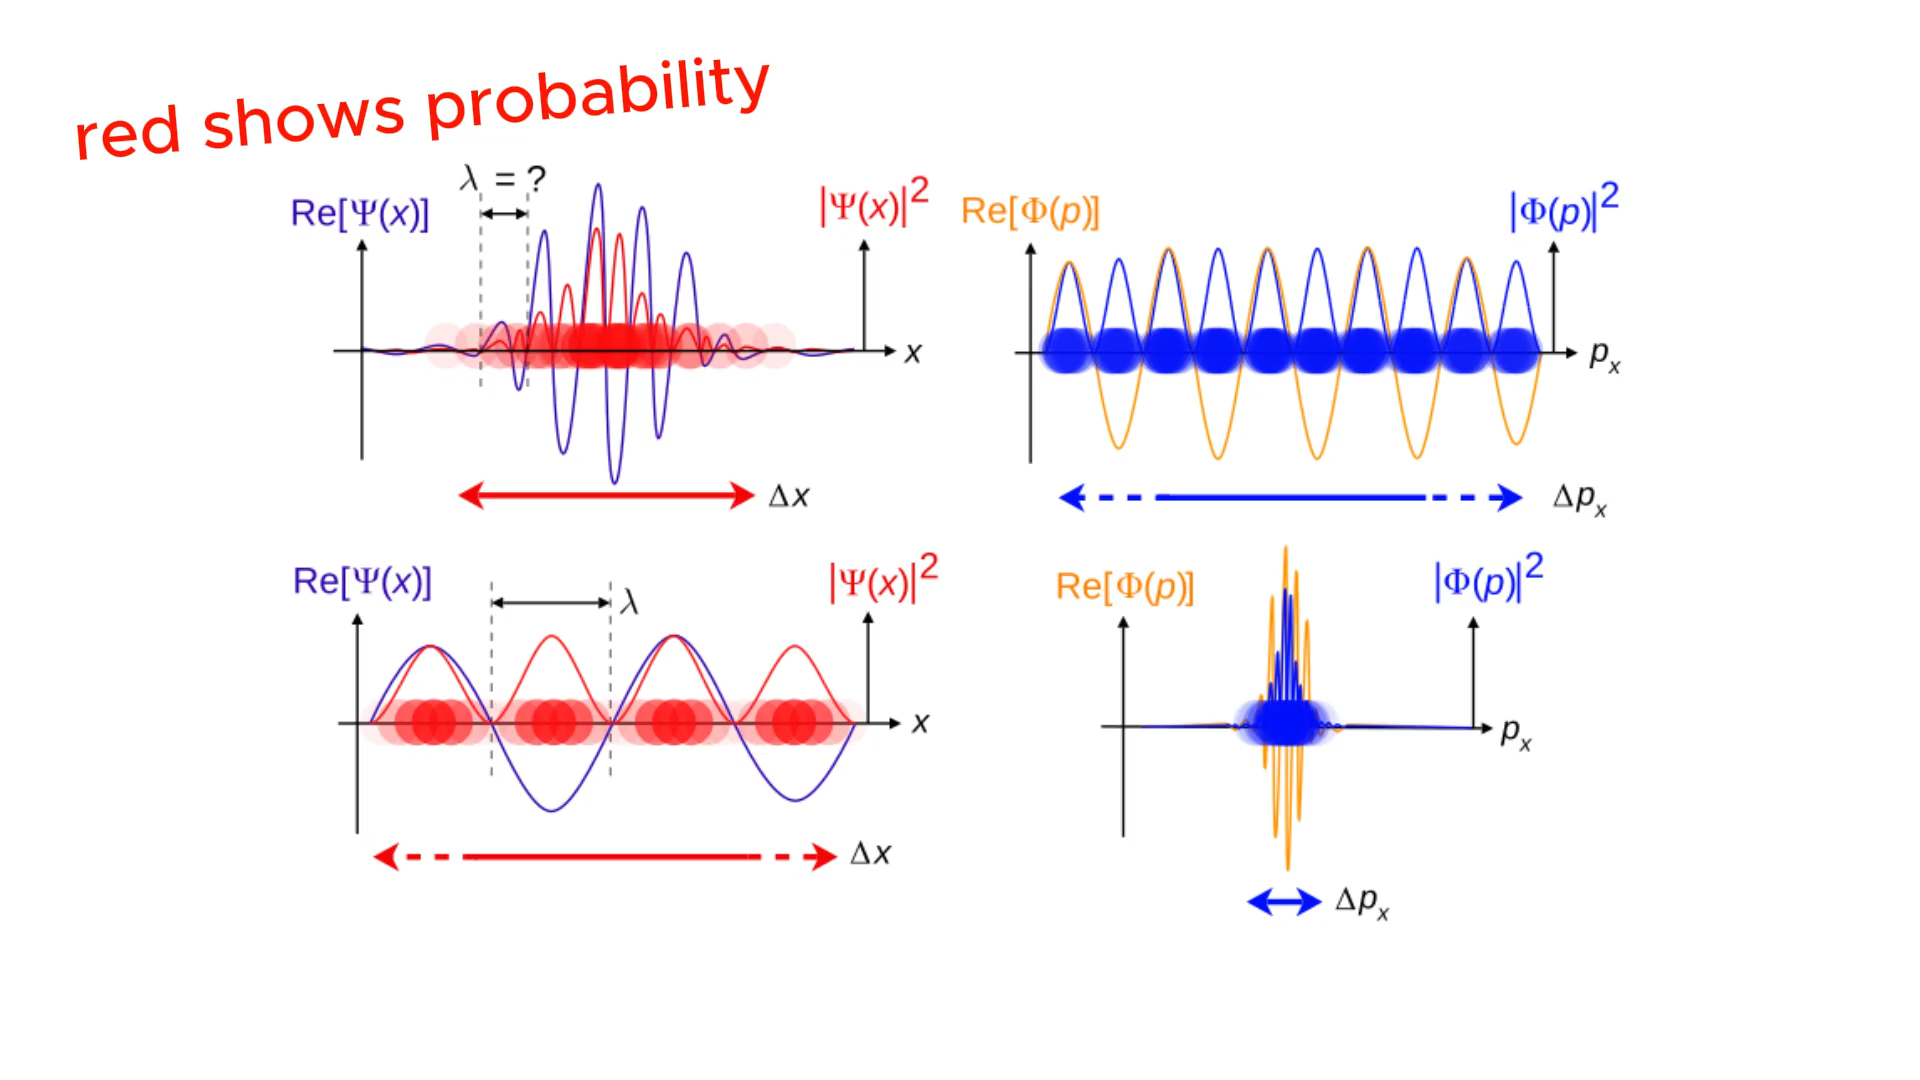 red shows probability
λ = ?
Re[Ψ(x)]
|Ψ(x)|²
x
Δx
Re[Φ(p)]
|Φ(p)|²
pₓ
Δpₓ
Re[Ψ(x)]
λ
|Ψ(x)|²
x
Δx
Re[Φ(p)]
|Φ(p)|²
pₓ
Δpₓ